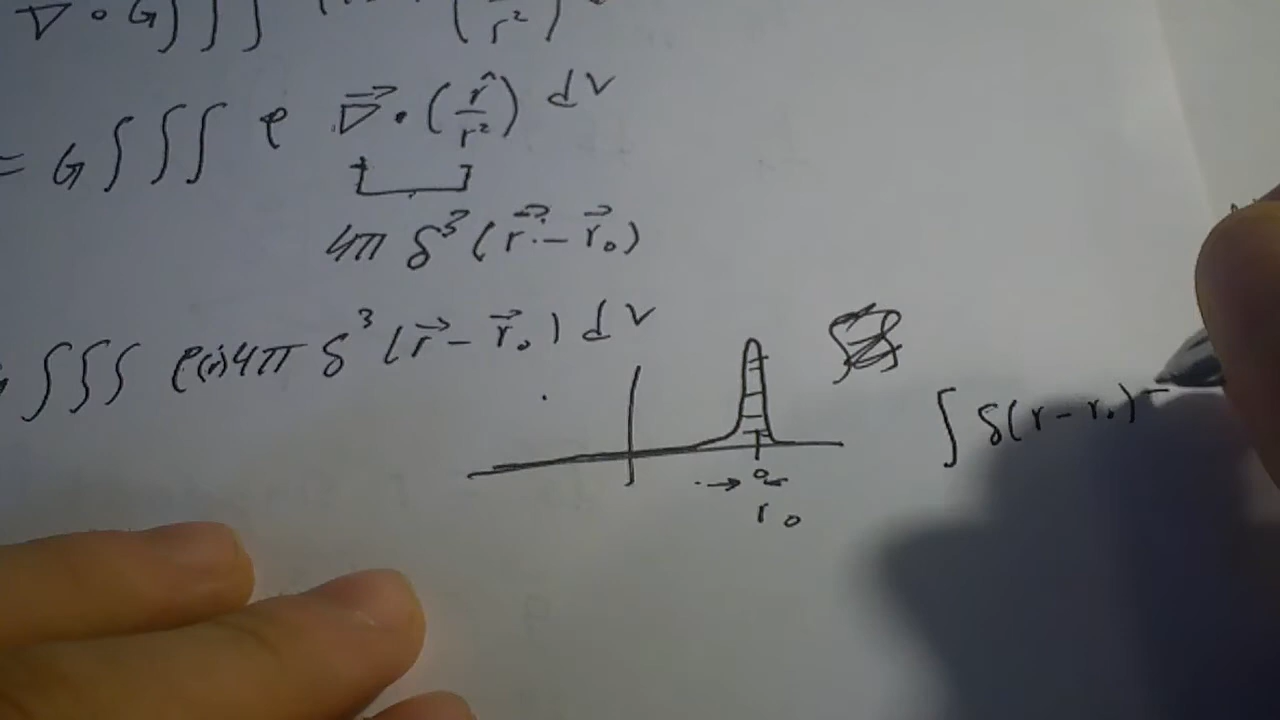 ∇ · G∫∫∫ ( r²)
= G ∫∫∫ ρ ∇⃗ · (r̂/r²) dV
4π δ³ (r⃗ - r⃗₀)
∫∫∫ ρ(r) 4π δ³ (r⃗ - r⃗₀) dV
∫ δ(r - r₀) -
r₀